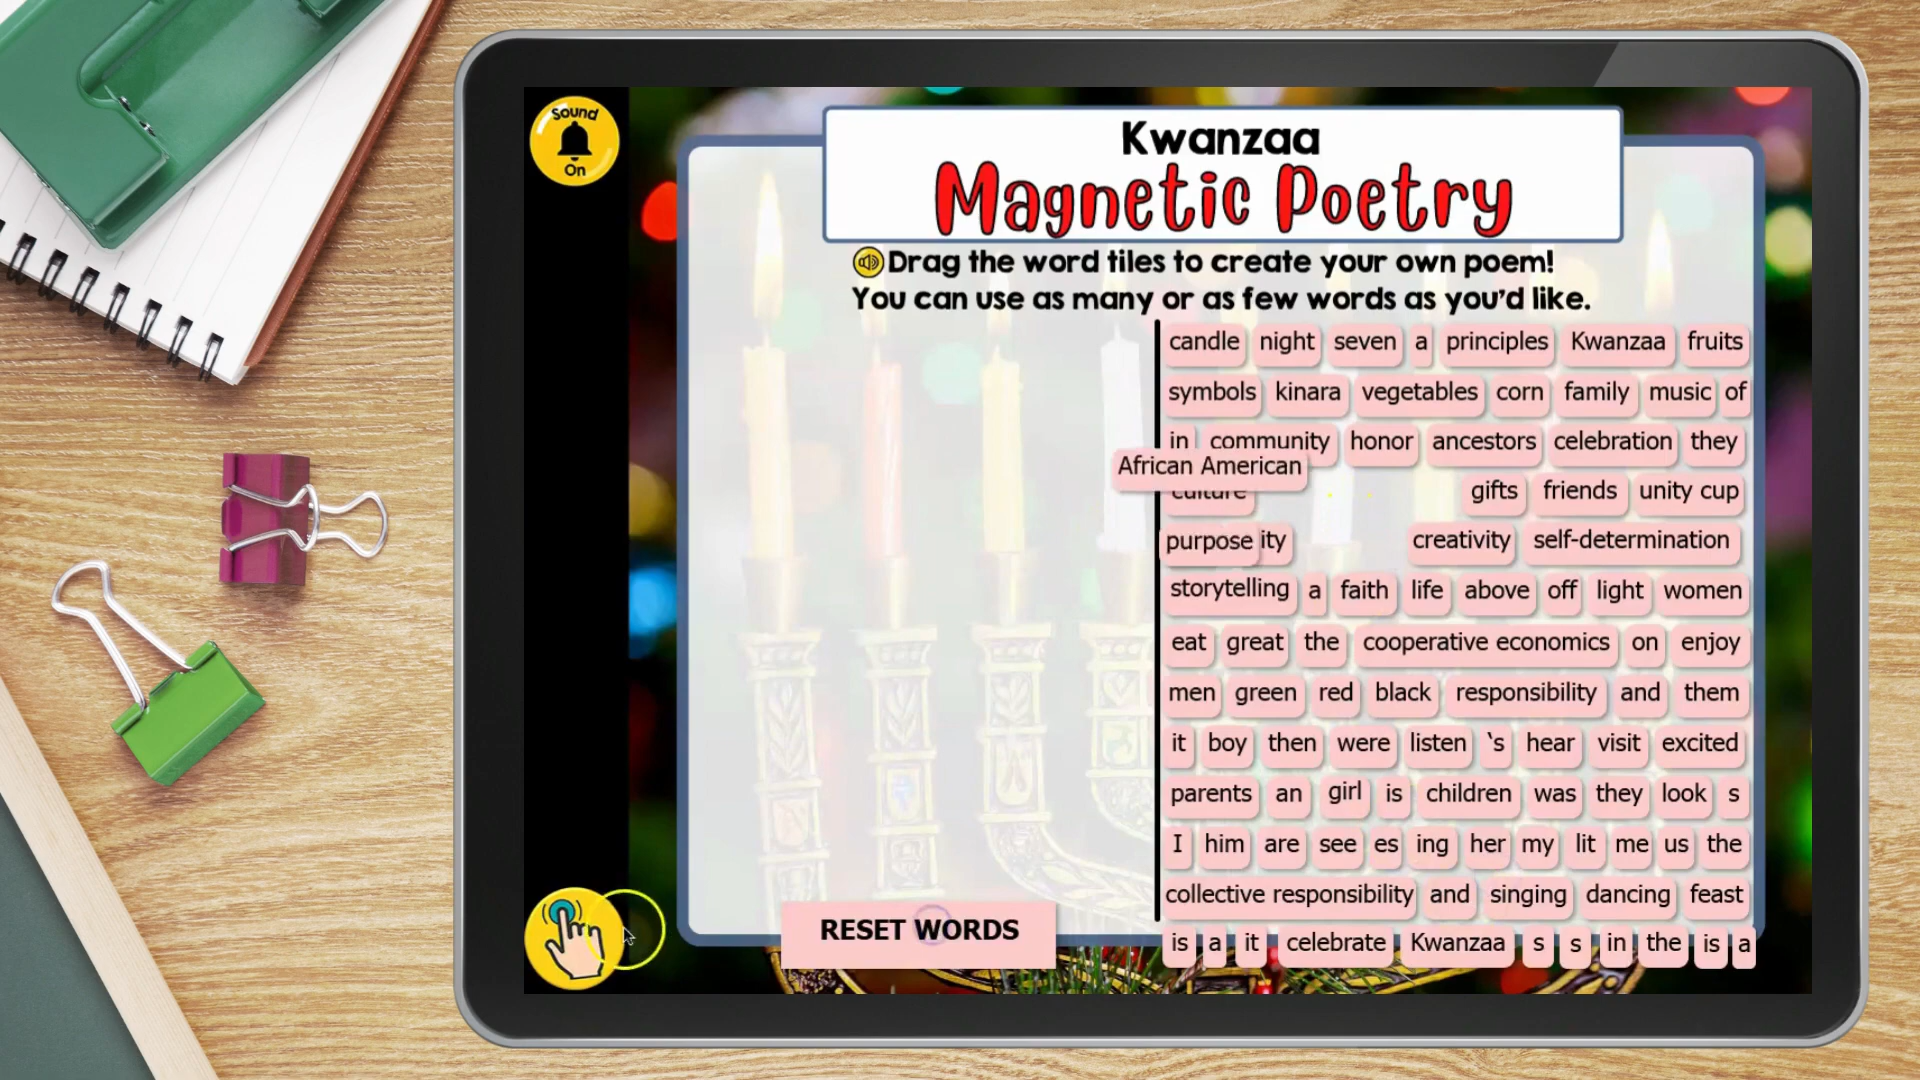 Sound
On
Kwanzaa
Magnetic Poetry
Drag the word tiles to create your own poem!
You can use as many or as few words as you'd like.
candle night seven a principles Kwanzaa fruits
symbols kinara vegetables corn family music of
in community honor ancestors celebration they
African American
culture gifts friends unity cup
purpose ity creativity self-determination
storytelling a faith life above off light women
eat great the cooperative economics on enjoy
men green red black responsibility and them
it boy then were listen 's hear visit excited
parents an girl is children was they look s
I him are see es ing her my lit me us the
collective responsibility and singing dancing feast
is a it celebrate Kwanzaa s s in the is a
RESET WORDS